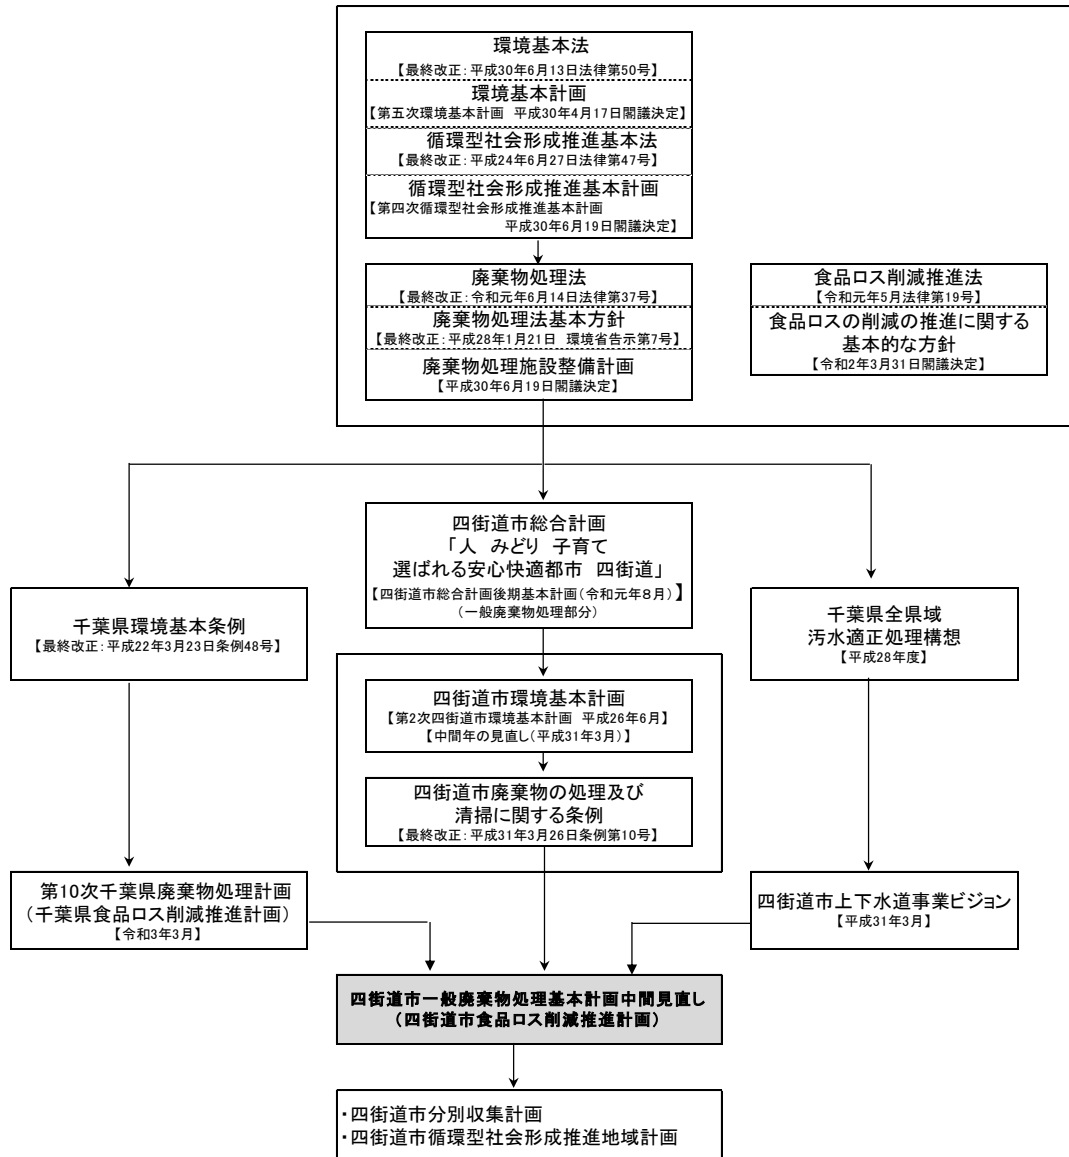 環境基本法
【最終改正：平成30年6月13日法律第50号】
環境基本計画
【第五次環境基本計画　平成30年4月17日閣議決定】
循環型社会形成推進基本法
【最終改正：平成24年6月27日法律第47号】
循環型社会形成推進基本計画
【第四次循環型社会形成推進基本計画
平成30年6月19日閣議決定】
廃棄物処理法
【最終改正：令和元年6月14日法律第37号】
廃棄物処理法基本方針
【最終改正：平成28年1月21日　環境省告示第7号】
廃棄物処理施設整備計画
【平成30年6月19日閣議決定】
食品ロス削減推進法
【令和元年5月法律第19号】
食品ロスの削減の推進に関する
基本的な方針
【令和2年3月31日閣議決定】
四街道市総合計画
「人　みどり　子育て
選ばれる安心快適都市　四街道」
【四街道市総合計画後期基本計画（令和元年８月）】
（一般廃棄物処理部分）
千葉県環境基本条例
【最終改正：平成22年3月23日条例48号】
千葉県全県域
汚水適正処理構想
【平成28年度】
四街道市環境基本計画
【第2次四街道市環境基本計画　平成26年6月】
【中間年の見直し（平成31年3月）】
四街道市廃棄物の処理及び
清掃に関する条例
【最終改正：平成31年3月26日条例第10号】
第10次千葉県廃棄物処理計画
（千葉県食品ロス削減推進計画）
【令和3年3月】
四街道市上下水道事業ビジョン
【平成31年3月】
四街道市一般廃棄物処理基本計画中間見直し
（四街道市食品ロス削減推進計画）
・四街道市分別収集計画
・四街道市循環型社会形成推進地域計画